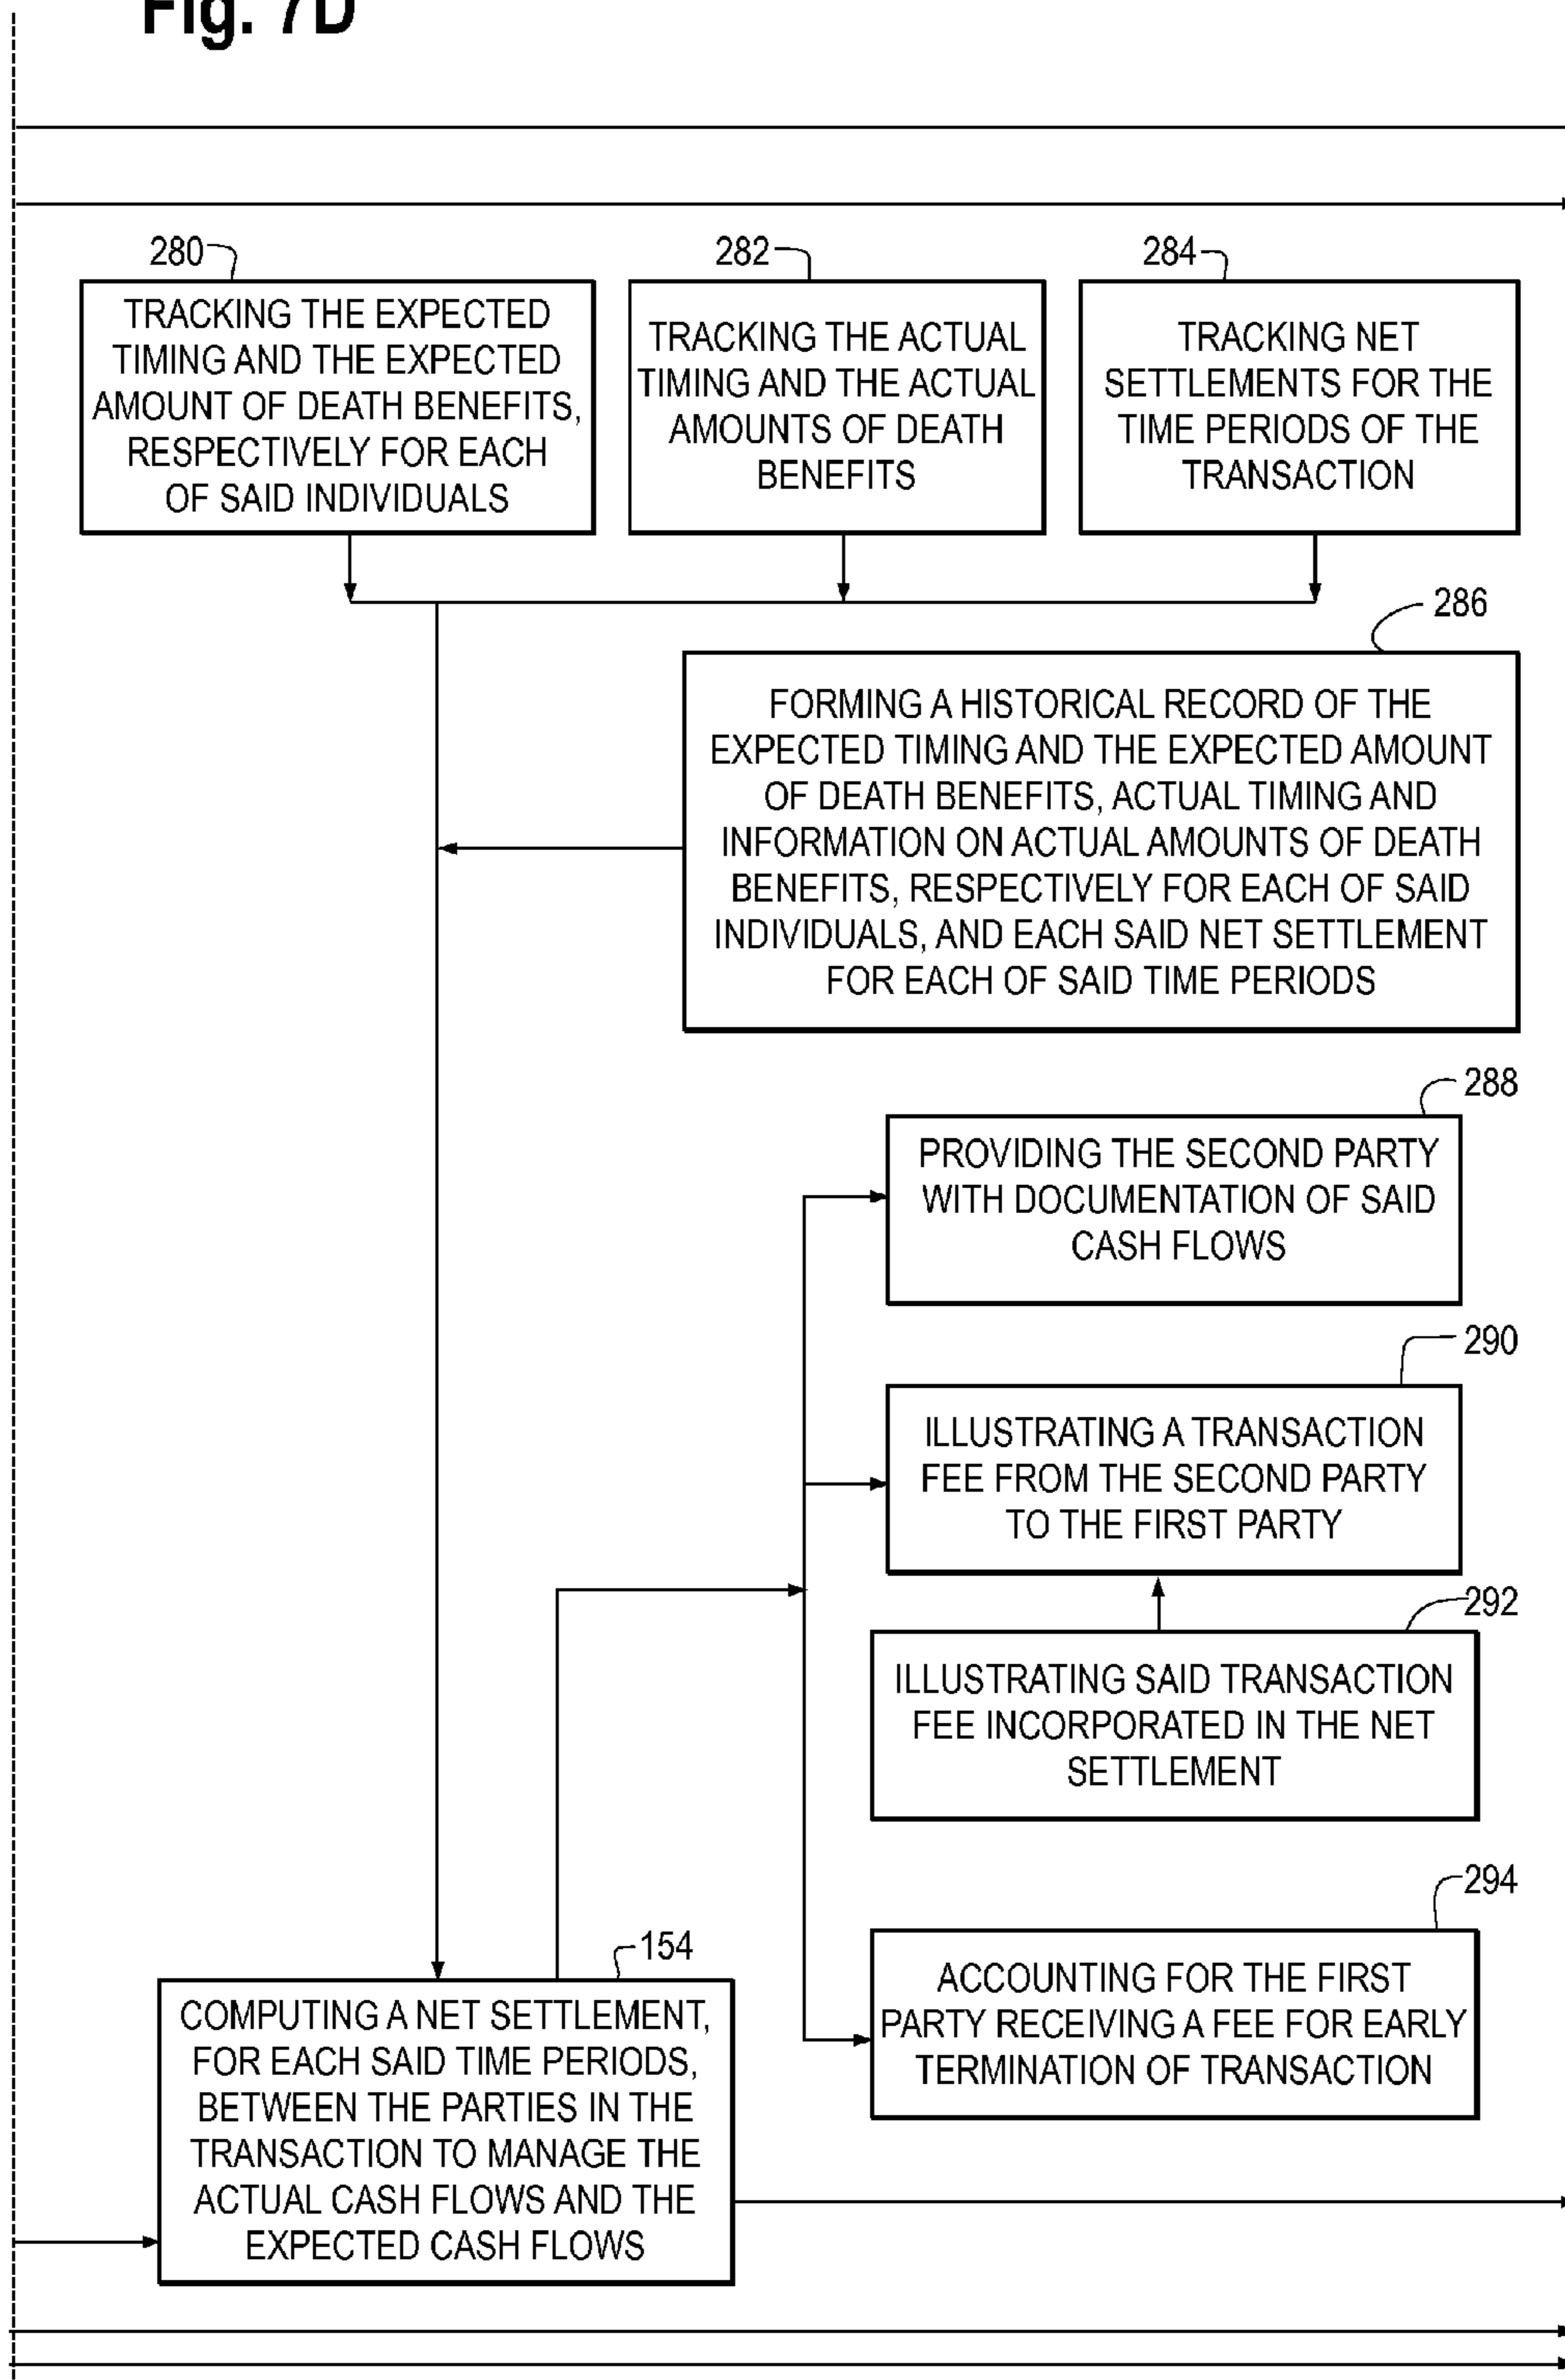 Fig. 7D
280
TRACKING THE EXPECTED
TIMING AND THE EXPECTED
AMOUNT OF DEATH BENEFITS,
RESPECTIVELY FOR EACH
OF SAID INDIVIDUALS
282
TRACKING THE ACTUAL
TIMING AND THE ACTUAL
AMOUNTS OF DEATH
BENEFITS
284
TRACKING NET
SETTLEMENTS FOR THE
TIME PERIODS OF THE
TRANSACTION
286
FORMING A HISTORICAL RECORD OF THE
EXPECTED TIMING AND THE EXPECTED AMOUNT
OF DEATH BENEFITS, ACTUAL TIMING AND
INFORMATION ON ACTUAL AMOUNTS OF DEATH
BENEFITS, RESPECTIVELY FOR EACH OF SAID
INDIVIDUALS, AND EACH SAID NET SETTLEMENT
FOR EACH OF SAID TIME PERIODS
288
PROVIDING THE SECOND PARTY
WITH DOCUMENTATION OF SAID
CASH FLOWS
290
ILLUSTRATING A TRANSACTION
FEE FROM THE SECOND PARTY
TO THE FIRST PARTY
292
ILLUSTRATING SAID TRANSACTION
FEE INCORPORATED IN THE NET
SETTLEMENT
294
ACCOUNTING FOR THE FIRST
PARTY RECEIVING A FEE FOR EARLY
TERMINATION OF TRANSACTION
154
COMPUTING A NET SETTLEMENT,
FOR EACH SAID TIME PERIODS,
BETWEEN THE PARTIES IN THE
TRANSACTION TO MANAGE THE
ACTUAL CASH FLOWS AND THE
EXPECTED CASH FLOWS